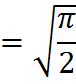 = √(π/2)